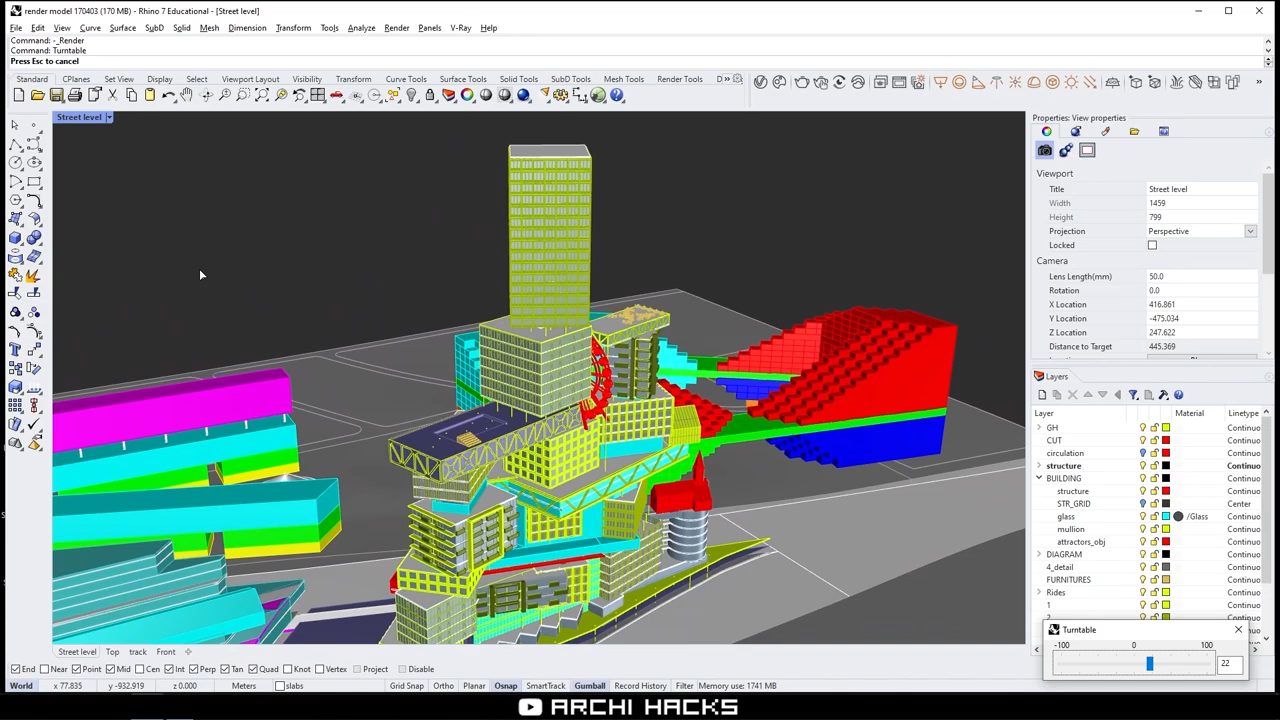 render model 170403 (170 MB) - Rhino 7 Educational - [Street level]
File Edit View Curve Surface SubD Solid Mesh Dimension Transform Tools Analyze Render Panels V-Ray Help
Command: -_Render
Command: Turntable
Press Esc to cancel
Standard CPlanes Set View Display Select Viewport Layout Visibility Transform Curve Tools Surface Tools Solid Tools SubD Tools Mesh Tools Render Tools D
Street level
Properties: View properties
Viewport
Title Street level
Width 1459
Height 799
Projection Perspective
Locked
Camera
Lens Length(mm) 50.0
Rotation 0.0
X Location 416.861
Y Location -475.034
Z Location 247.622
Distance to Target 445.369
Layers
Layer Material Linetype
GH Continuo
CUT Continuo
circulation Continuo
structure Continuo
BUILDING Continuo
structure Continuo
STR_GRID Center
glass /Glass Continuo
mullion Continuo
attractors_obj Continuo
DIAGRAM Continuo
4_detail Continuo
FURNITURES Continuo
Rides Continuo
1 Continuo
2
Turntable
-100 0 100
22
Street level Top track Front
End Near Point Mid Cen Int Perp Tan Quad Knot Vertex Project Disable
World x 77.835 y -932.919 z 0.000 Meters slabs Grid Snap Ortho Planar Osnap SmartTrack Gumball Record History Filter Memory use: 1741 MB
ARCHI HACKS